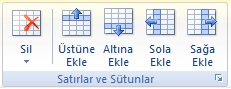 Sil Üstüne Altına Sola Sağa
Ekle Ekle Ekle Ekle
Satırlar ve Sütunlar